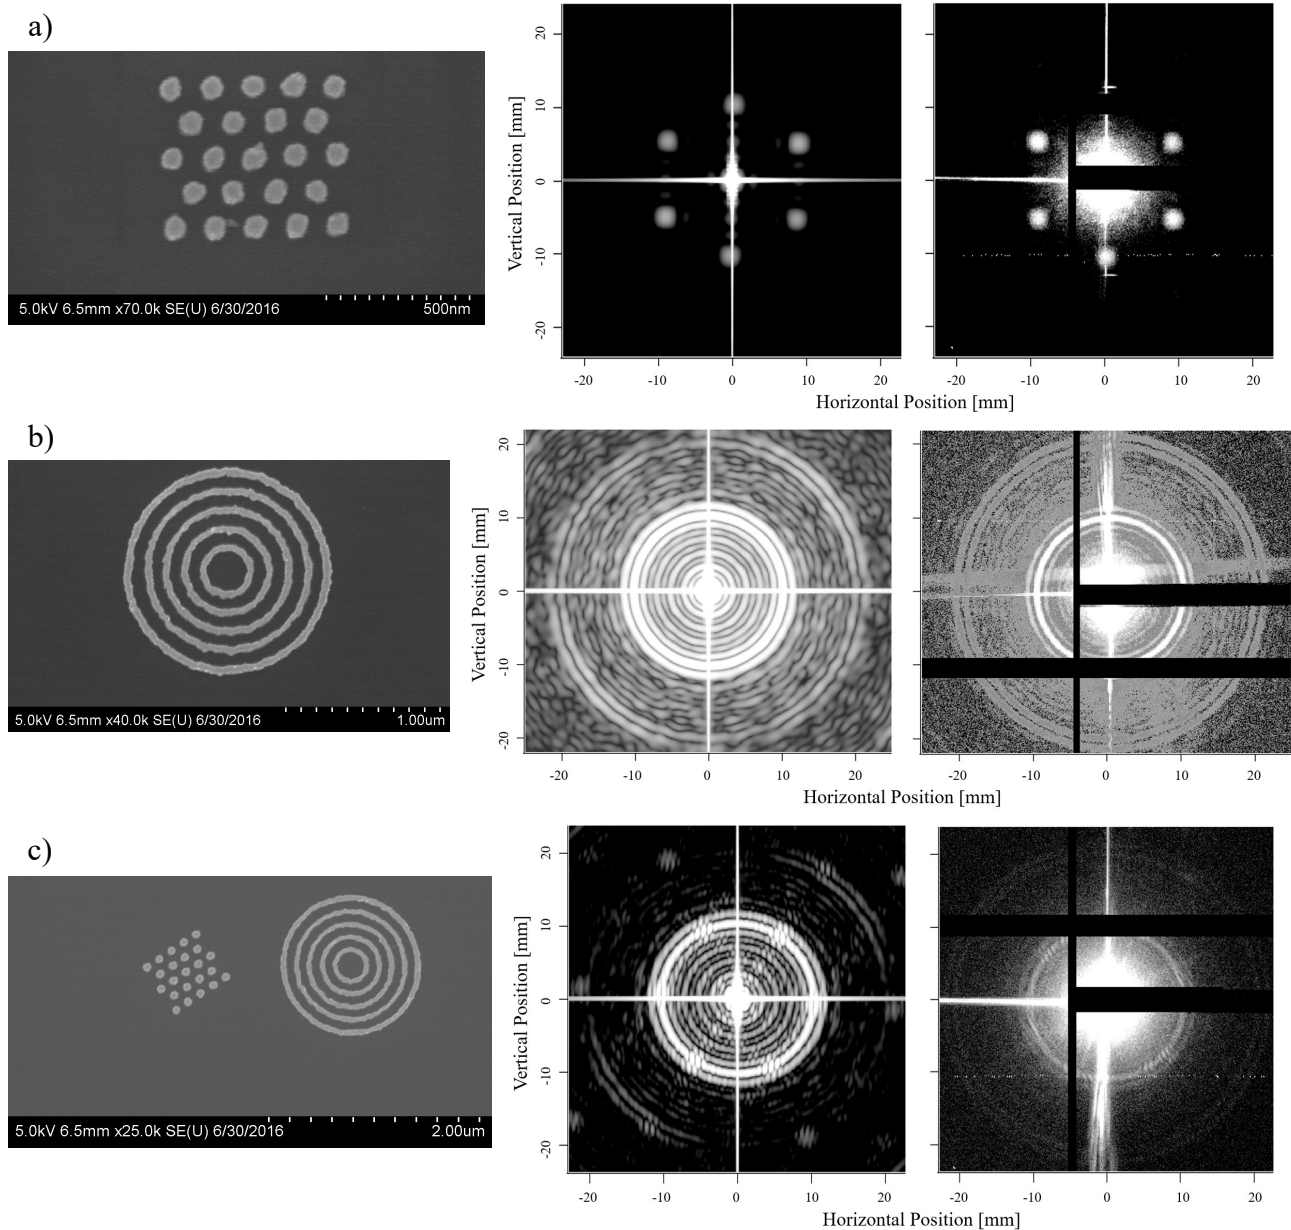 a)
5.0kV 6.5mm x70.0k SE(U) 6/30/2016 500nm
Vertical Position [mm]
20
10
0
-10
-20
-20 -10 0 10 20
-20 -10 0 10 20
Horizontal Position [mm]
b)
5.0kV 6.5mm x40.0k SE(U) 6/30/2016 1.00um
Vertical Position [mm]
20
10
0
-10
-20
-20 -10 0 10 20
-20 -10 0 10 20
Horizontal Position [mm]
c)
5.0kV 6.5mm x25.0k SE(U) 6/30/2016 2.00um
Vertical Position [mm]
20
10
0
-10
-20
-20 -10 0 10 20
-20 -10 0 10 20
Horizontal Position [mm]